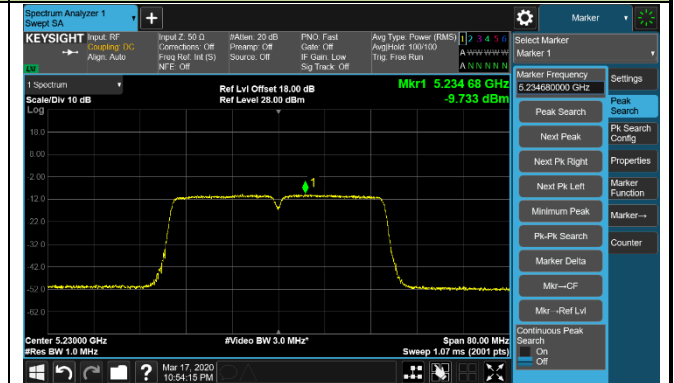 Spectrum Analyzer 1
Swept SA
+
Marker
KEYSIGHT
Input: RF
Coupling: DC
Align: Auto
Input Z: 50 Ω
Corrections: Off
Freq Ref: Int (S)
NFE: Off
#Atten: 20 dB
Preamp: Off
Source: Off
PNO: Fast
Gate: Off
IF Gain: Low
Sig Track: Off
Avg Type: Power (RMS)
Avg|Hold: 100/100
Trig: Free Run
1 2 3 4 5 6
A W W W W W
A N N N N N
Select Marker
Marker 1
1 Spectrum
Scale/Div 10 dB
Log
Ref Lvl Offset 18.00 dB
Ref Level 28.00 dBm
Mkr1 5.234 68 GHz
-9.733 dBm
18.0
8.00
-2.00
-12.0
-22.0
-32.0
-42.0
-52.0
-62.0
1
Center 5.23000 GHz
#Res BW 1.0 MHz
#Video BW 3.0 MHz*
Span 80.00 MHz
Sweep 1.07 ms (2001 pts)
Marker Frequency
5.234680000 GHz
Peak Search
Next Peak
Next Pk Right
Next Pk Left
Minimum Peak
Pk-Pk Search
Marker Delta
Mkr→CF
Mkr→Ref Lvl
Continuous Peak
Search
On
Off
Settings
Peak
Search
Pk Search
Config
Properties
Marker
Function
Marker→
Counter
?
Mar 17, 2020
10:54:15 PM